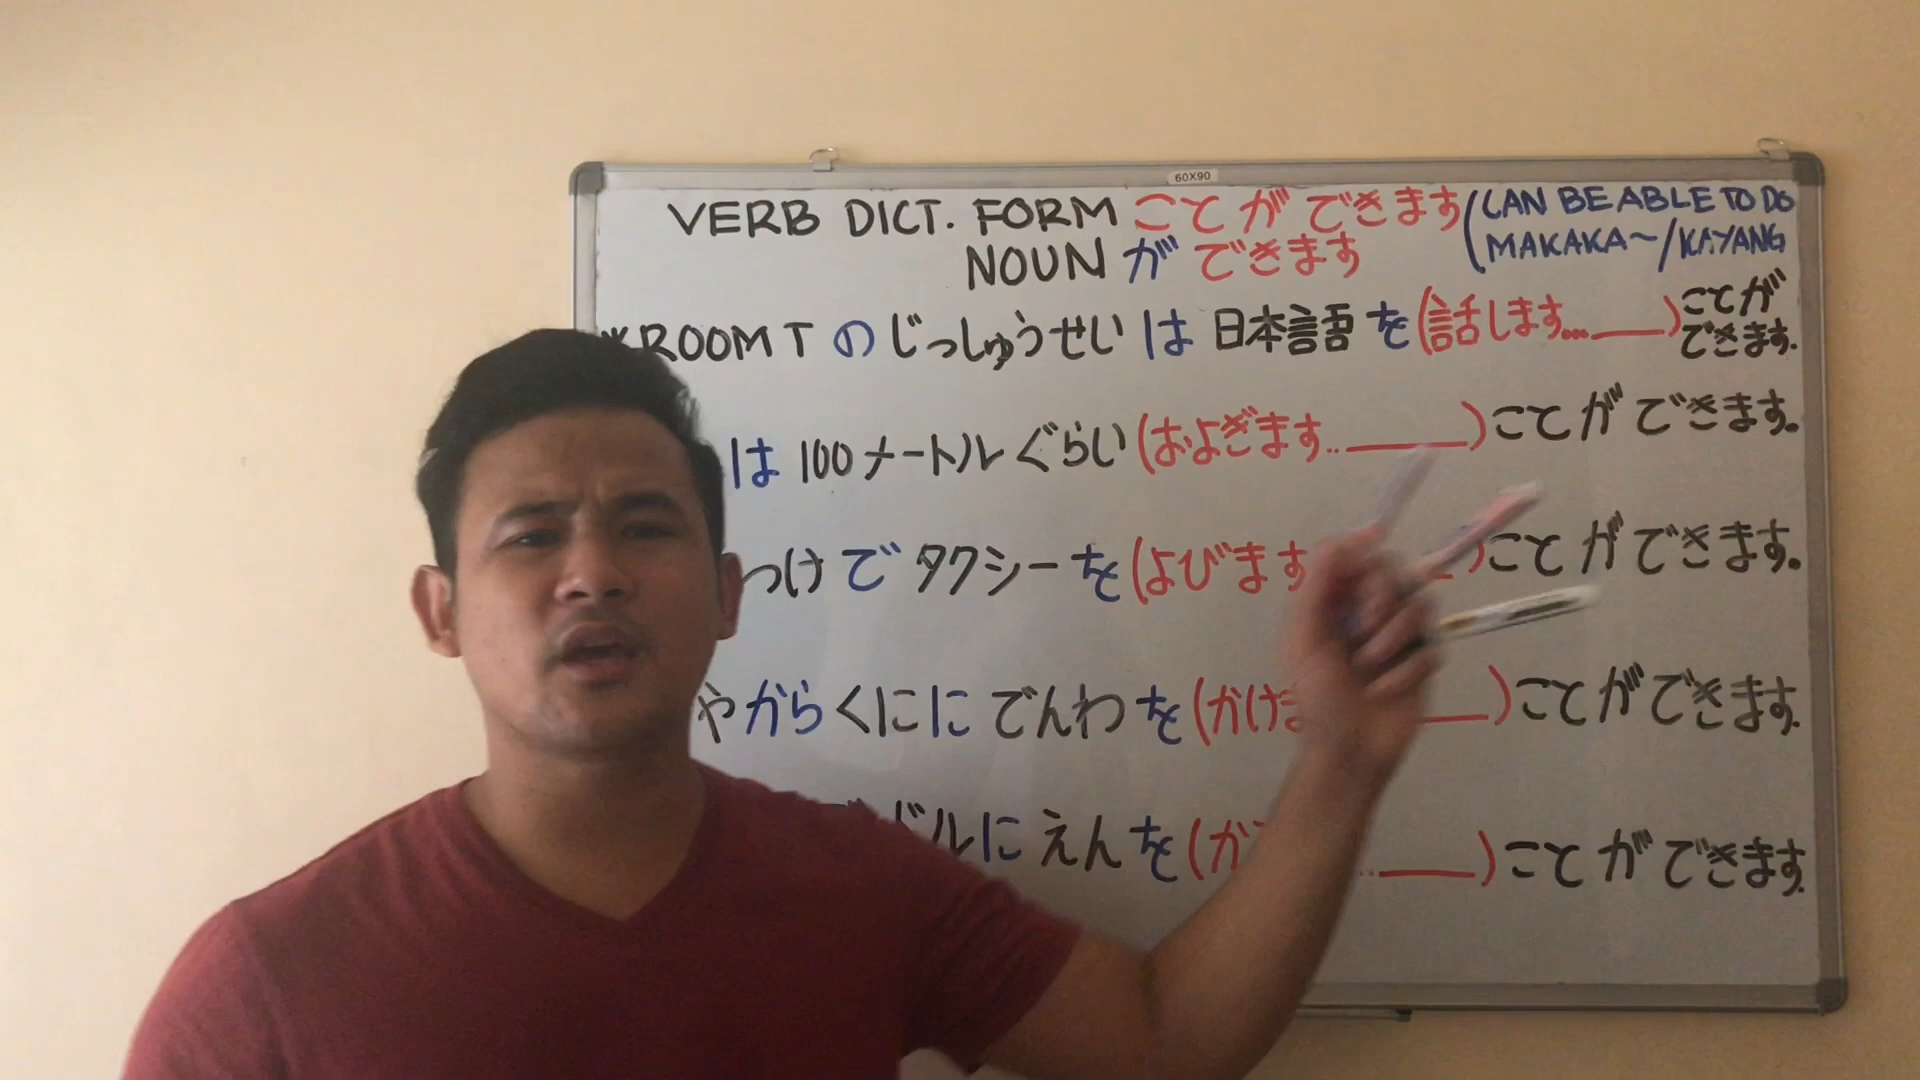 60X90
VERB DICT. FORM ことができます (CAN BE ABLE TO DO
NOUN が できます (MAKAKA~/KAYANG
ROOM T の じっしゅうせい は 日本語 を (話します...____) ことが
できます.
は 100メートル ぐらい (およぎます..____) ことができます。
つけ で タクシー を (よびます ) ことができます。
や から くに に でんわ を (かけま ____) ことができます.
ドル に えん を (か ..____) ことができます.